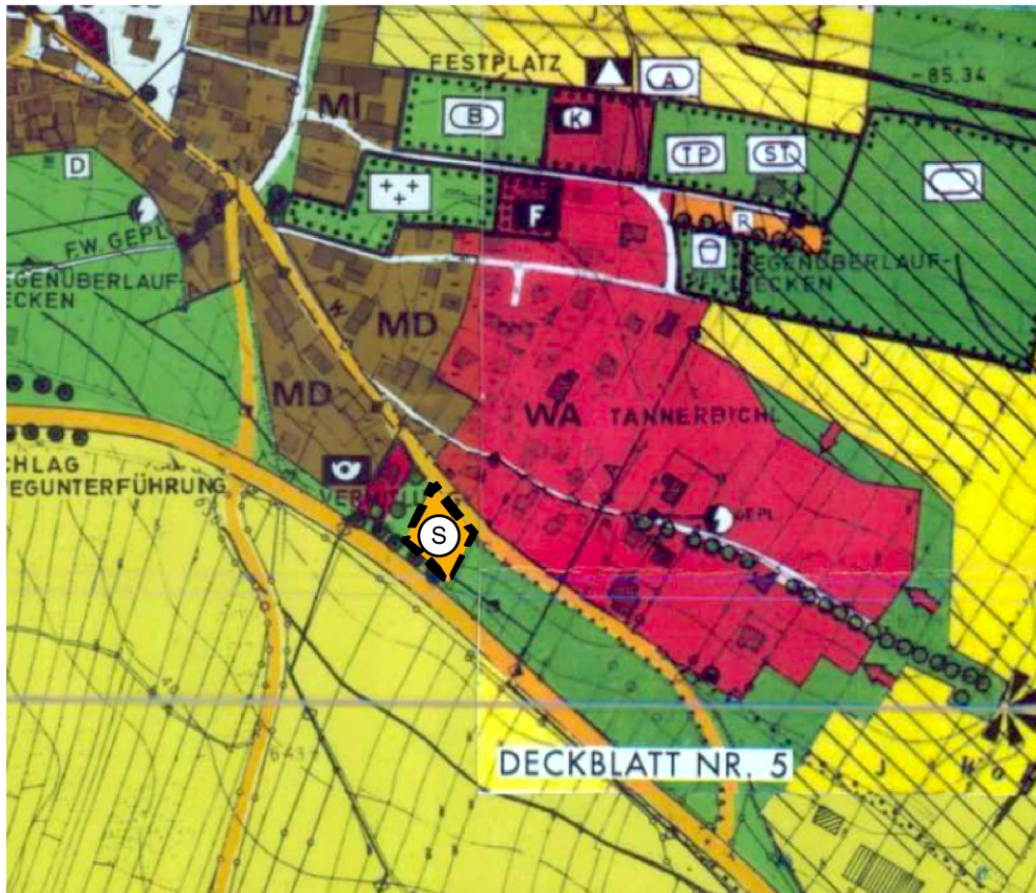 MD
FESTPLATZ
A
-85.34
MI
B
K
TP
ST
D
F
R
F.W. GEPL
EGENÜBERLAUF-
ECKEN
EGENÜBERLAUF-
ECKEN
MD
J
MD
WA
TANNERBICHL
CHLAG
EGUNTERFÜHRUNG
GEPL.
S
DECKBLATT NR. 5
J